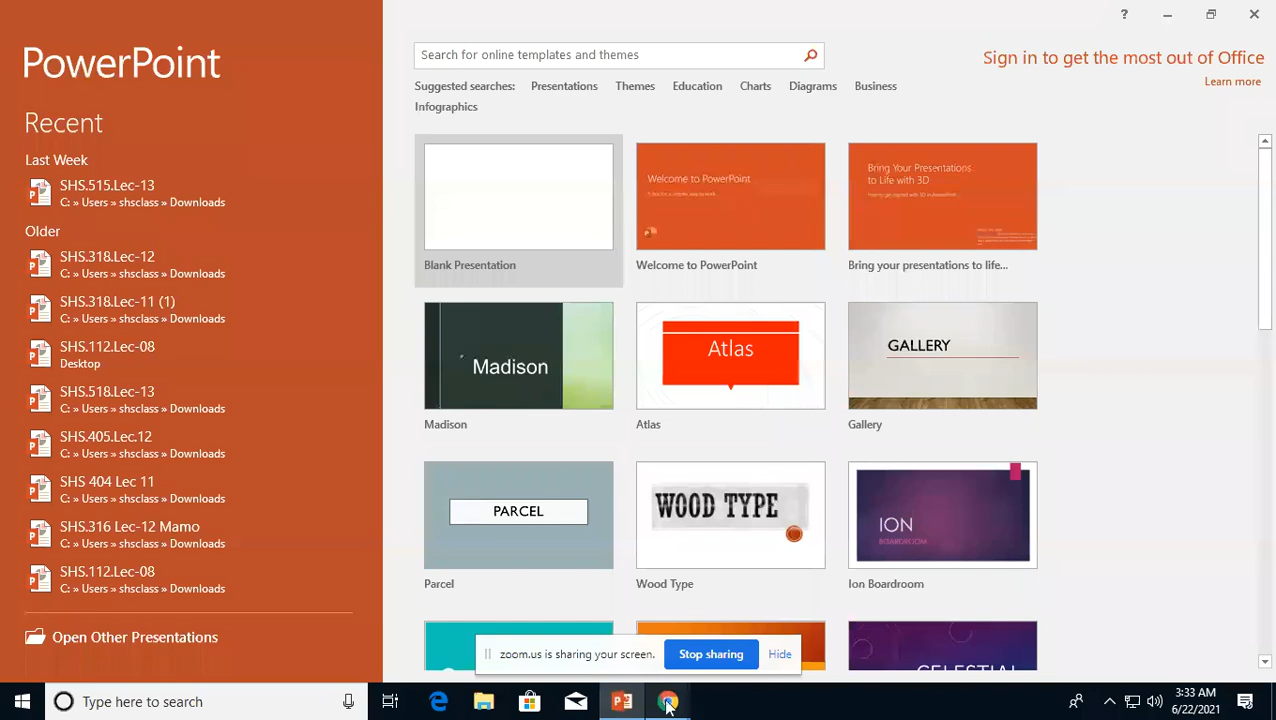 PowerPoint
Recent
Last Week
SHS.515.Lec-13
C: » Users » shsclass » Downloads
Older
SHS.318.Lec-12
C: » Users » shsclass » Downloads
SHS.318.Lec-11 (1)
C: » Users » shsclass » Downloads
SHS.112.Lec-08
Desktop
SHS.518.Lec-13
C: » Users » shsclass » Downloads
SHS.405.Lec.12
C: » Users » shsclass » Downloads
SHS 404 Lec 11
C: » Users » shsclass » Downloads
SHS.316 Lec-12 Mamo
C: » Users » shsclass » Downloads
SHS.112.Lec-08
C: » Users » shsclass » Downloads
Open Other Presentations
?
Search for online templates and themes
Sign in to get the most out of Office
Learn more
Suggested searches: Presentations Themes Education Charts Diagrams Business
Infographics
Welcome to PowerPoint
Bring Your Presentations
to Life with 3D
Blank Presentation
Welcome to PowerPoint
Bring your presentations to life...
Madison
Atlas
GALLERY
Madison
Atlas
Gallery
PARCEL
WOOD TYPE
ION
BOARDROOM
Parcel
Wood Type
Ion Boardroom
CELESTIAL
zoom.us is sharing your screen.
Stop sharing
Hide
Type here to search
3:33 AM
6/22/2021